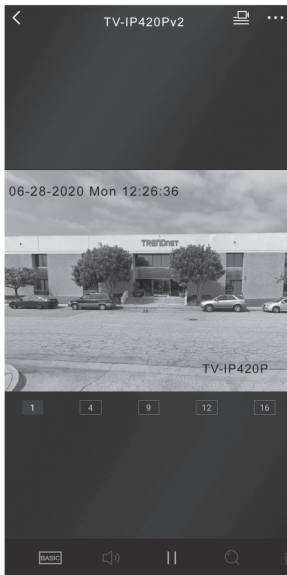 TV-IP420Pv2
06-28-2020 Mon 12:26:36
TRENDNET
TV-IP420P
1 4 9 12 16
BASIC